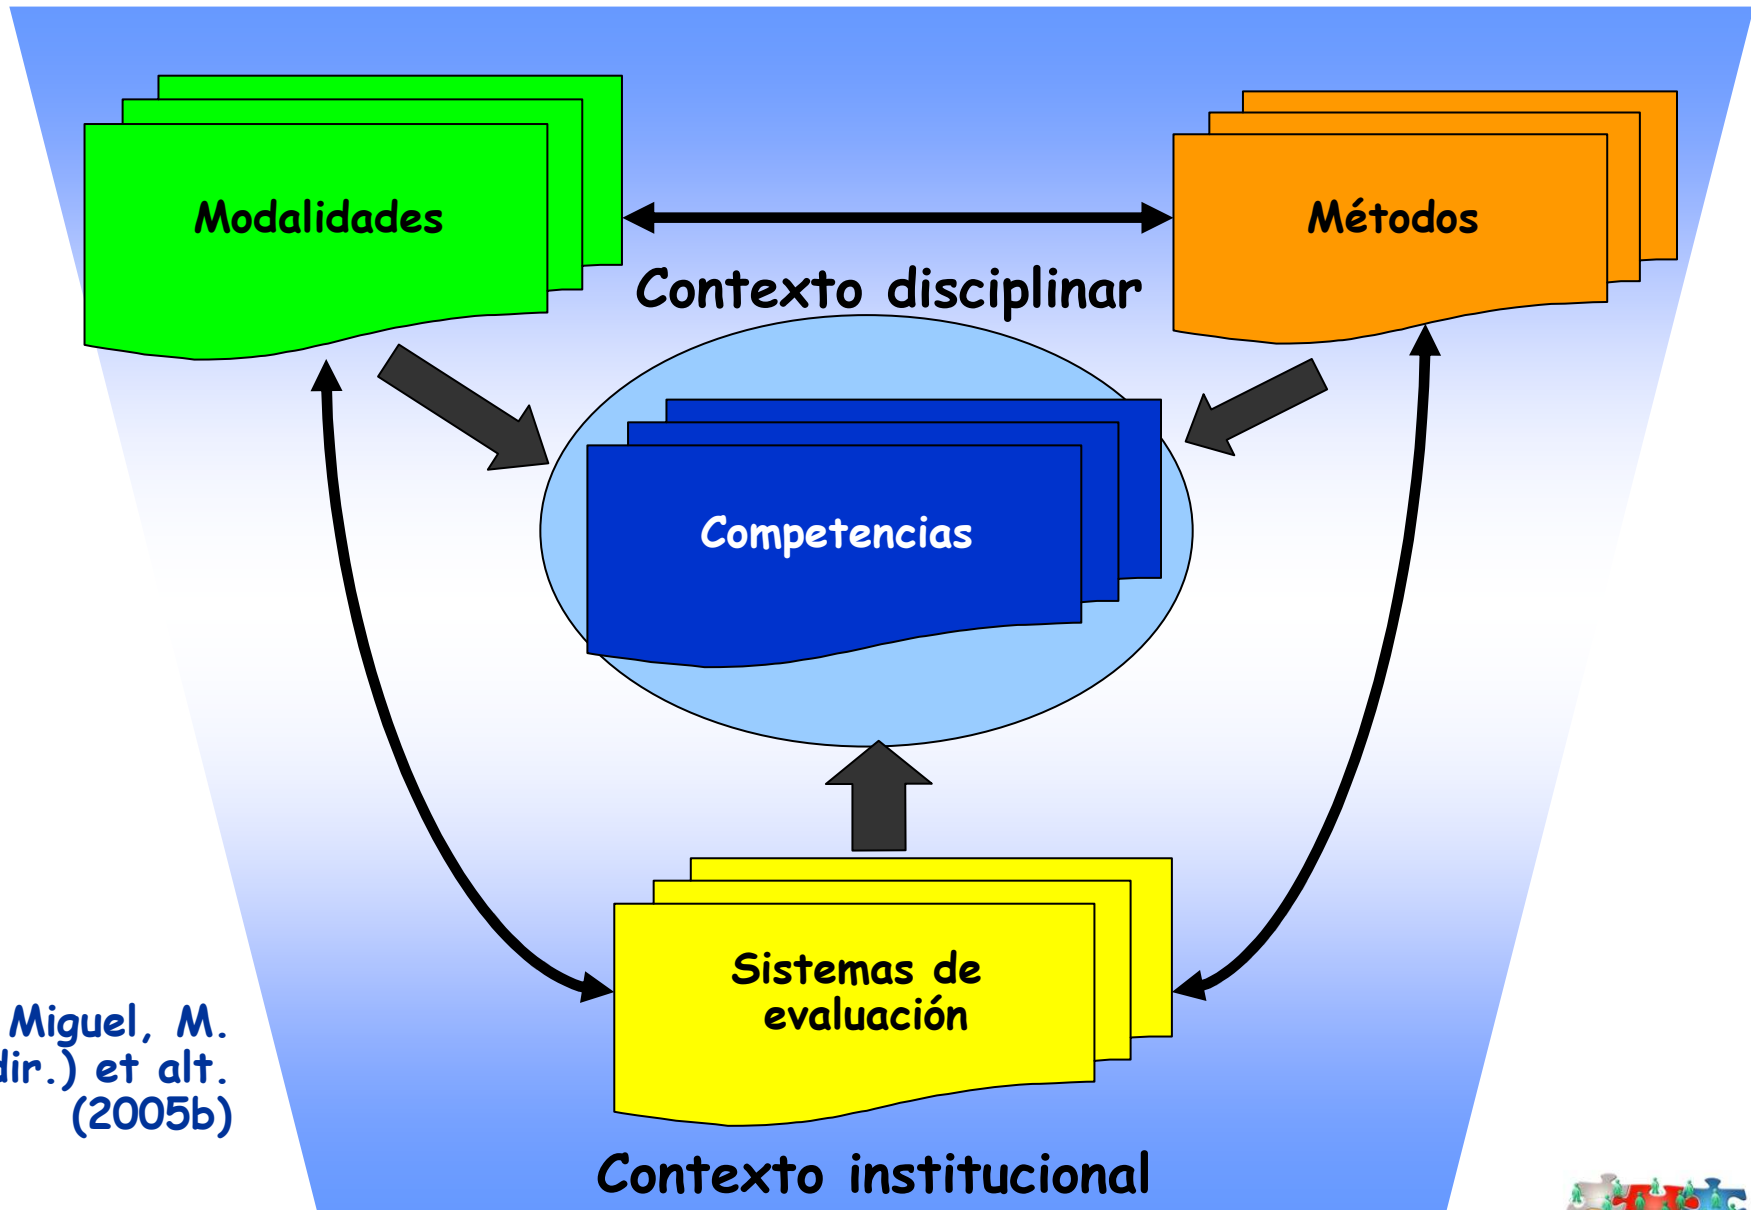 Modalidades
Métodos
Contexto disciplinar
Competencias
Sistemas de
evaluación
Miguel, M.
dir.) et alt.
(2005b)
Contexto institucional